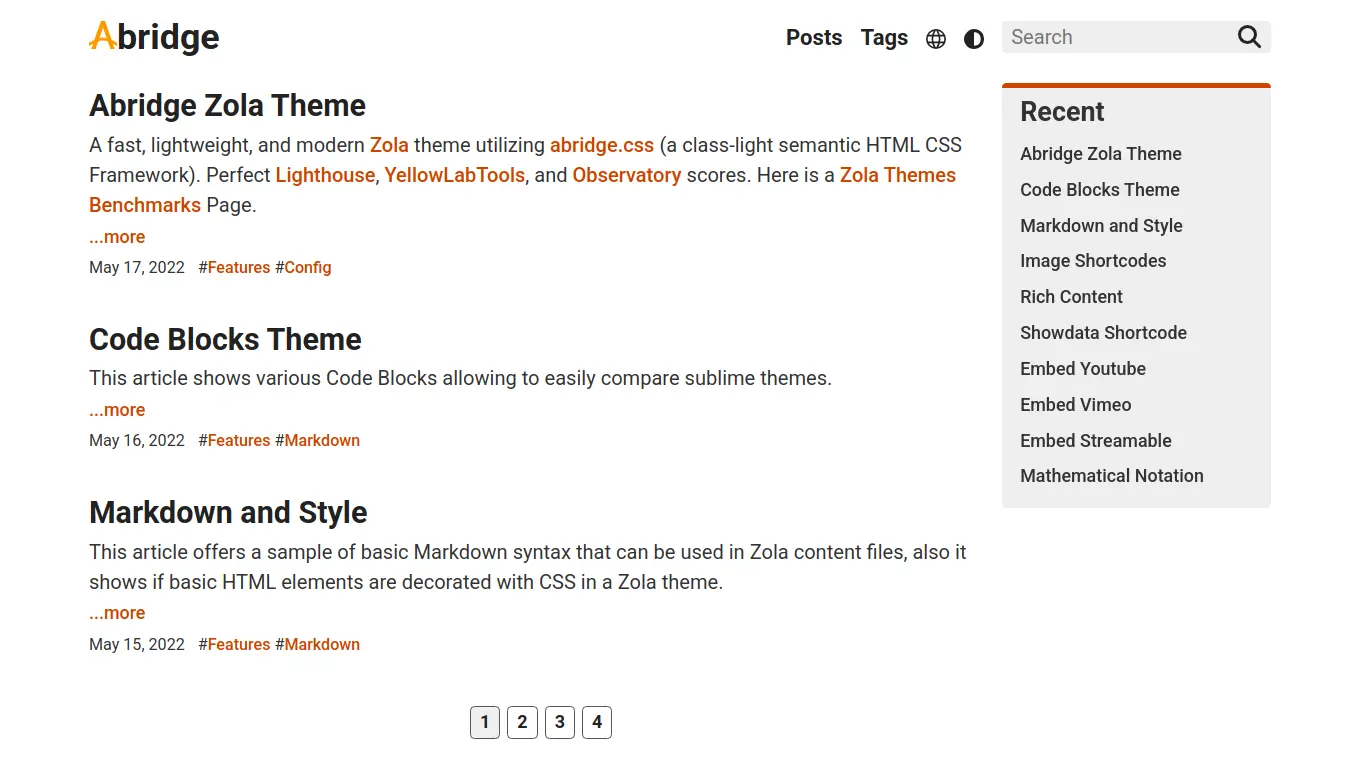 Abridge
Posts Tags
Search
Abridge Zola Theme
A fast, lightweight, and modern Zola theme utilizing abridge.css (a class-light semantic HTML CSS
Framework). Perfect Lighthouse, YellowLabTools, and Observatory scores. Here is a Zola Themes
Benchmarks Page.
...more
May 17, 2022 #Features #Config
Code Blocks Theme
This article shows various Code Blocks allowing to easily compare sublime themes.
...more
May 16, 2022 #Features #Markdown
Markdown and Style
This article offers a sample of basic Markdown syntax that can be used in Zola content files, also it
shows if basic HTML elements are decorated with CSS in a Zola theme.
...more
May 15, 2022 #Features #Markdown
1 2 3 4
Recent
Abridge Zola Theme
Code Blocks Theme
Markdown and Style
Image Shortcodes
Rich Content
Showdata Shortcode
Embed Youtube
Embed Vimeo
Embed Streamable
Mathematical Notation